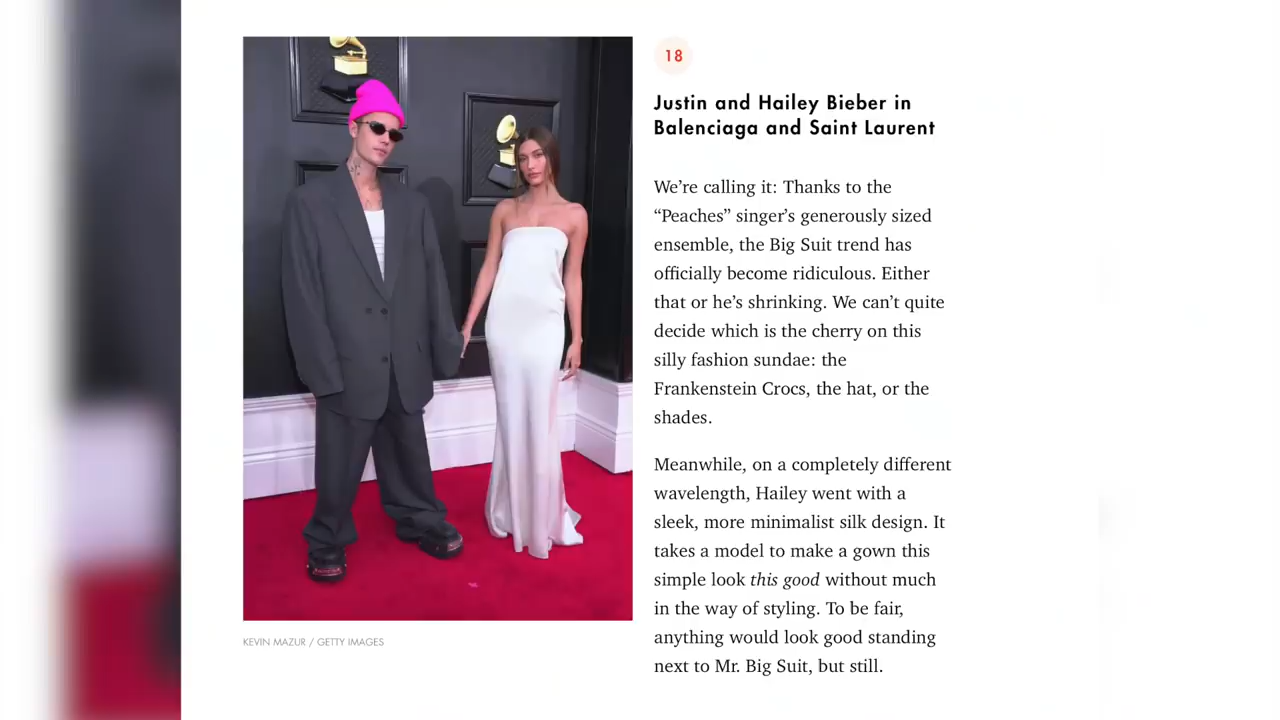 18
Justin and Hailey Bieber in
Balenciaga and Saint Laurent
We’re calling it: Thanks to the
“Peaches” singer’s generously sized
ensemble, the Big Suit trend has
officially become ridiculous. Either
that or he’s shrinking. We can’t quite
decide which is the cherry on this
silly fashion sundae: the
Frankenstein Crocs, the hat, or the
shades.
Meanwhile, on a completely different
wavelength, Hailey went with a
sleek, more minimalist silk design. It
takes a model to make a gown this
simple look this good without much
in the way of styling. To be fair,
anything would look good standing
next to Mr. Big Suit, but still.
KEVIN MAZUR / GETTY IMAGES